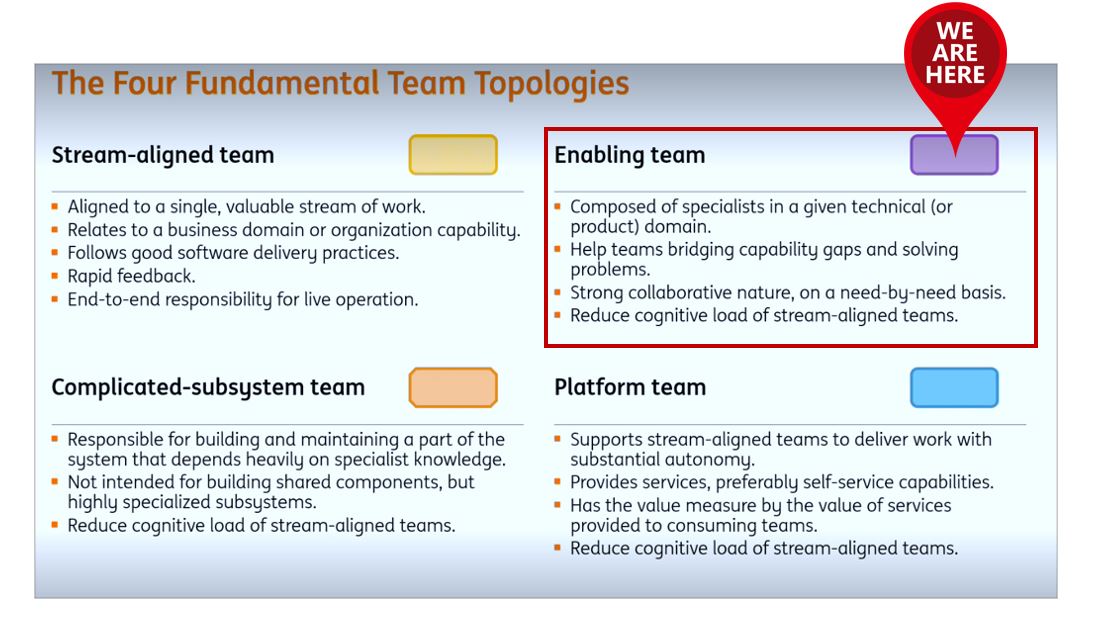 WE
ARE
HERE
The Four Fundamental Team Topologies
Stream-aligned team
Aligned to a single, valuable stream of work.
Relates to a business domain or organization capability.
Follows good software delivery practices.
Rapid feedback.
End-to-end responsibility for live operation.
Enabling team
Composed of specialists in a given technical (or
product) domain.
Help teams bridging capability gaps and solving
problems.
Strong collaborative nature, on a need-by-need basis.
Reduce cognitive load of stream-aligned teams.
Complicated-subsystem team
Responsible for building and maintaining a part of the
system that depends heavily on specialist knowledge.
Not intended for building shared components, but
highly specialized subsystems.
Reduce cognitive load of stream-aligned teams.
Platform team
Supports stream-aligned teams to deliver work with
substantial autonomy.
Provides services, preferably self-service capabilities.
Has the value measure by the value of services
provided to consuming teams.
Reduce cognitive load of stream-aligned teams.